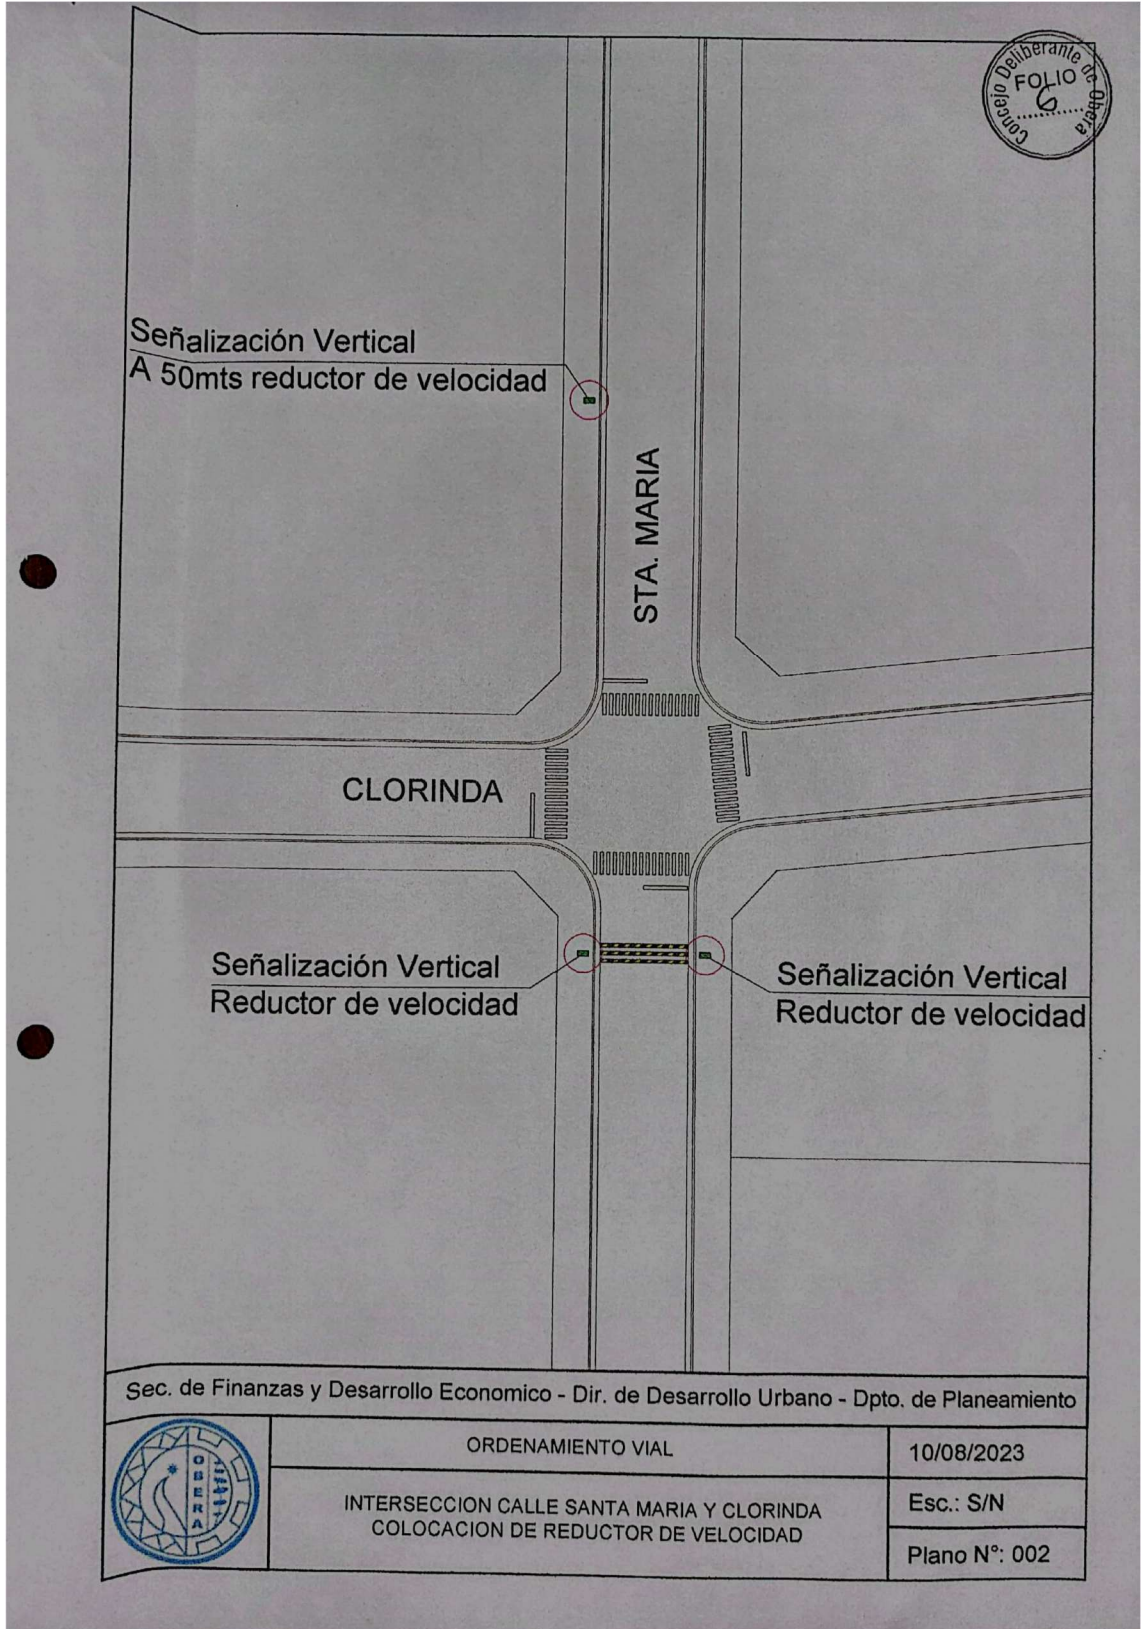 Concejo Deliberante de Oberá
FOLIO
6
Señalización Vertical
A 50mts reductor de velocidad
STA. MARIA
CLORINDA
Señalización Vertical
Reductor de velocidad
Señalización Vertical
Reductor de velocidad
Sec. de Finanzas y Desarrollo Economico - Dir. de Desarrollo Urbano - Dpto. de Planeamiento
OBERA
ORDENAMIENTO VIAL
10/08/2023
INTERSECCION CALLE SANTA MARIA Y CLORINDA
COLOCACION DE REDUCTOR DE VELOCIDAD
Esc.: S/N
Plano N°: 002